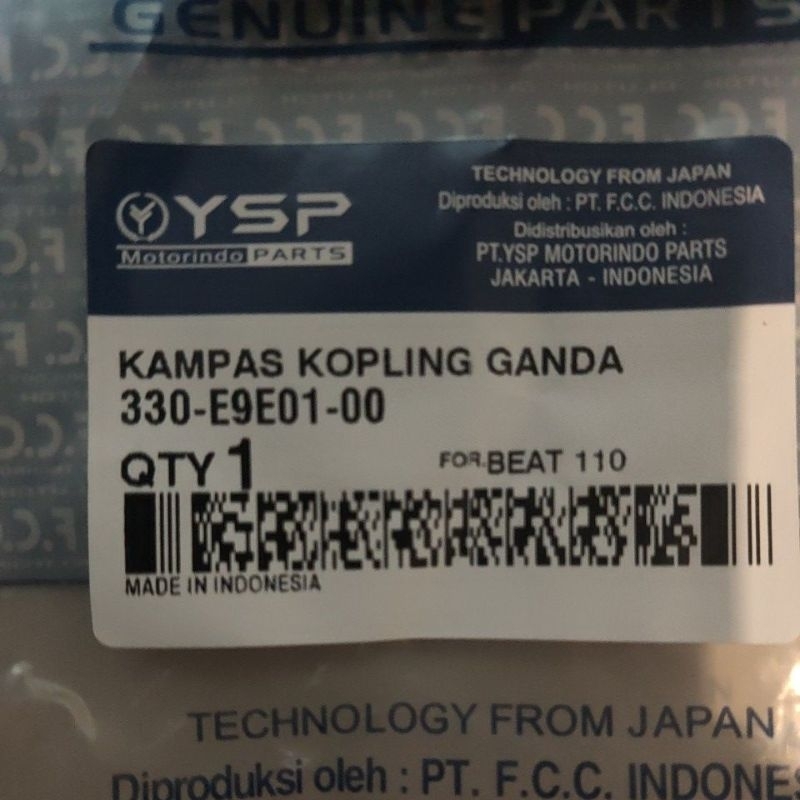 GENUINE PARTS
YSP
Motorindo PARTS
TECHNOLOGY FROM JAPAN
Diproduksi oleh : PT. F.C.C. INDONESIA
Didistribusikan oleh :
PT.YSP MOTORINDO PARTS
JAKARTA - INDONESIA
KAMPAS KOPLING GANDA
330-E9E01-00
QTY 1
FOR.BEAT 110
MADE IN INDONESIA
TECHNOLOGY FROM JAPAN
Diproduksi oleh : PT. F.C.C. INDONES